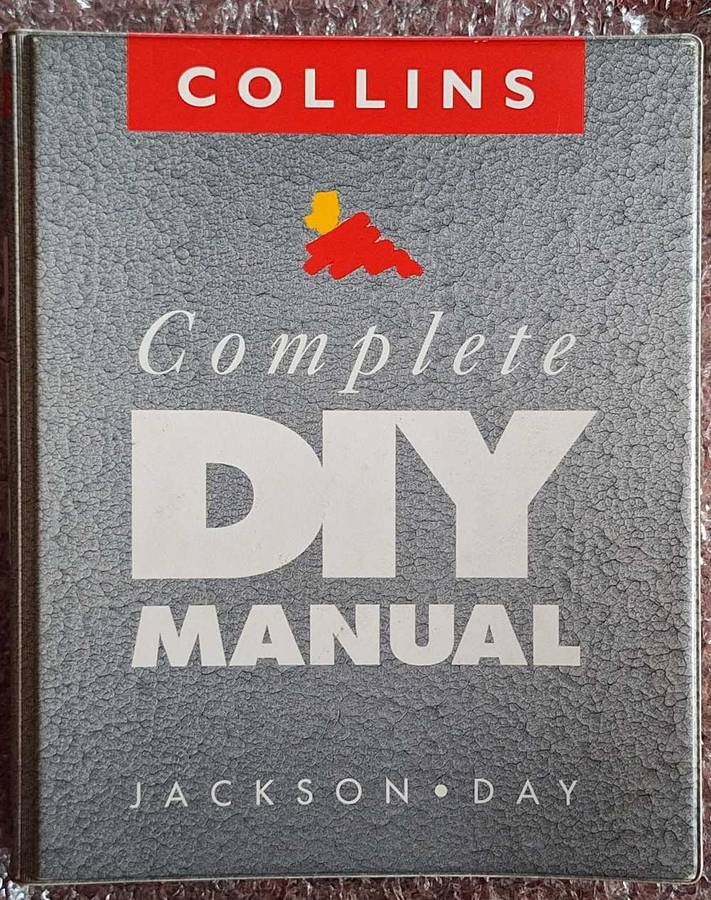 COLLINS
Complete
DIY
MANUAL
JACKSON • DAY